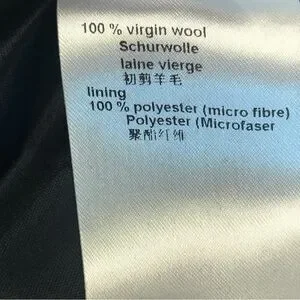 100 % virgin wool
Schurwolle
laine vierge
初剪羊毛
lining
100 % polyester (micro fibre)
Polyester (Microfaser
聚酯纤维